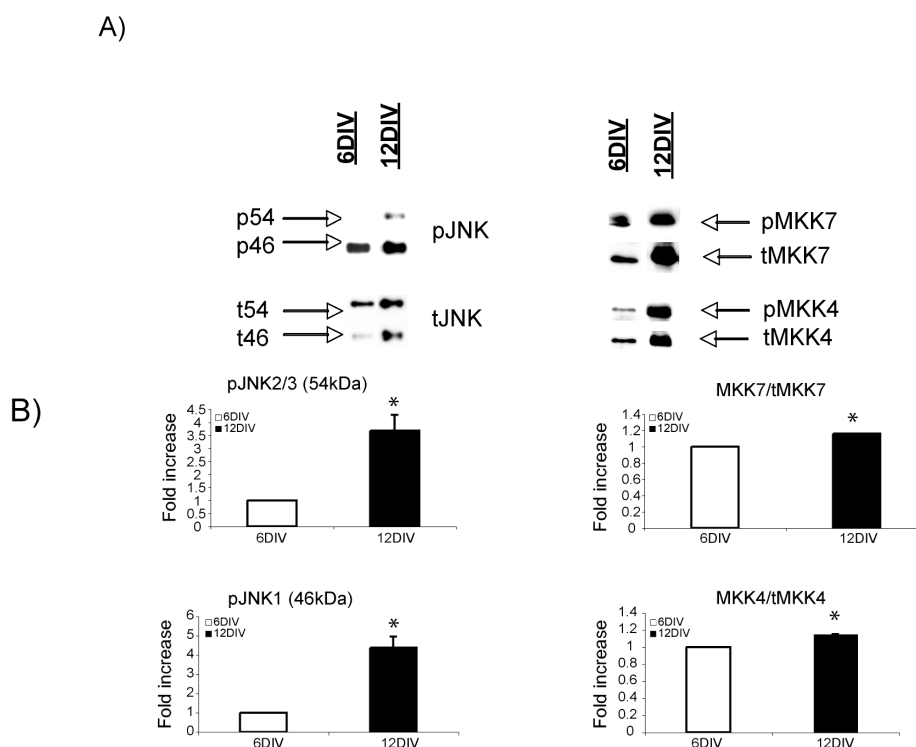 A)
6DIV
12DIV
p54
p46
pJNK
t54
t46
tJNK
6DIV
12DIV
pMKK7
tMKK7
pMKK4
tMKK4
B)
pJNK2/3 (54kDa)
Fold increase
4.5
4
3.5
3
2.5
2
1.5
1
0.5
0
6DIV
12DIV
*
6DIV
12DIV
MKK7/tMKK7
Fold increase
1.4
1.2
1
0.8
0.6
0.4
0.2
0
6DIV
12DIV
*
6DIV
12DIV
pJNK1 (46kDa)
Fold increase
6
5
4
3
2
1
0
6DIV
12DIV
*
6DIV
12DIV
MKK4/tMKK4
Fold increase
1.4
1.2
1
0.8
0.6
0.4
0.2
0
6DIV
12DIV
*
6DIV
12DIV